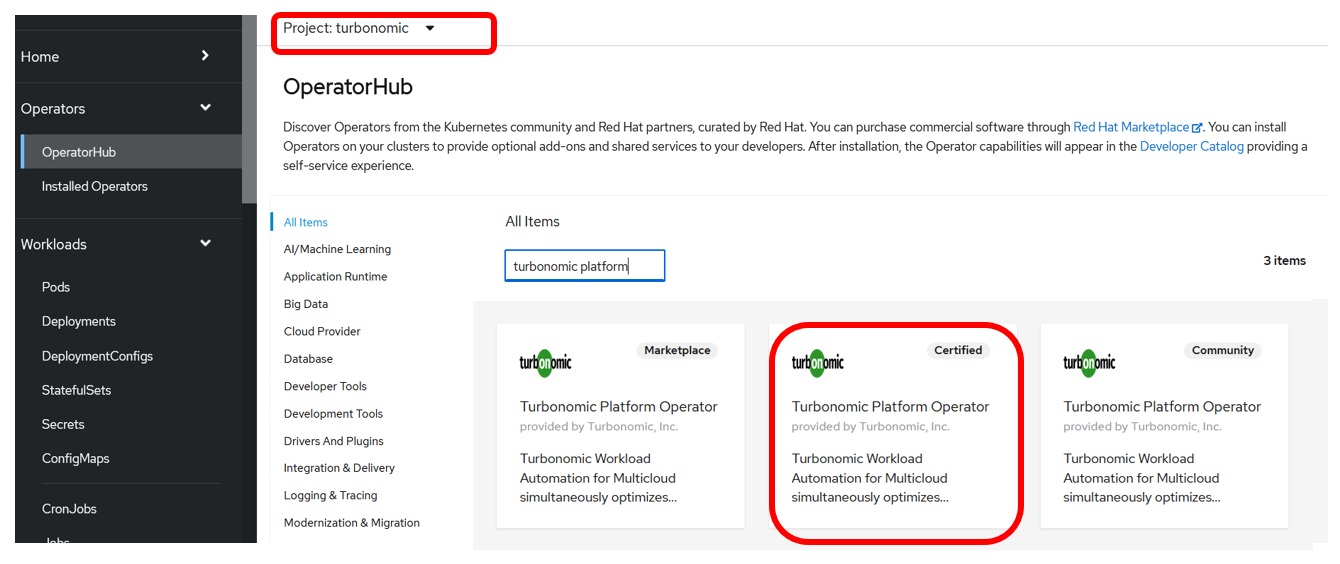 Home
Operators
OperatorHub
Installed Operators
Workloads
Pods
Deployments
DeploymentConfigs
StatefulSets
Secrets
ConfigMaps
CronJobs
Jobs
Project: turbonomic
OperatorHub
Discover Operators from the Kubernetes community and Red Hat partners, curated by Red Hat. You can purchase commercial software through Red Hat Marketplace. You can install
Operators on your clusters to provide optional add-ons and shared services to your developers. After installation, the Operator capabilities will appear in the Developer Catalog providing a
self-service experience.
All Items
AI/Machine Learning
Application Runtime
Big Data
Cloud Provider
Database
Developer Tools
Development Tools
Drivers And Plugins
Integration & Delivery
Logging & Tracing
Modernization & Migration
All Items
turbonomic platform
3 items
turbonomic
Marketplace
Turbonomic Platform Operator
provided by Turbonomic, Inc.
Turbonomic Workload
Automation for Multicloud
simultaneously optimizes...
turbonomic
Certified
Turbonomic Platform Operator
provided by Turbonomic, Inc.
Turbonomic Workload
Automation for Multicloud
simultaneously optimizes...
turbonomic
Community
Turbonomic Platform Operator
provided by Turbonomic, Inc.
Turbonomic Workload
Automation for Multicloud
simultaneously optimizes...